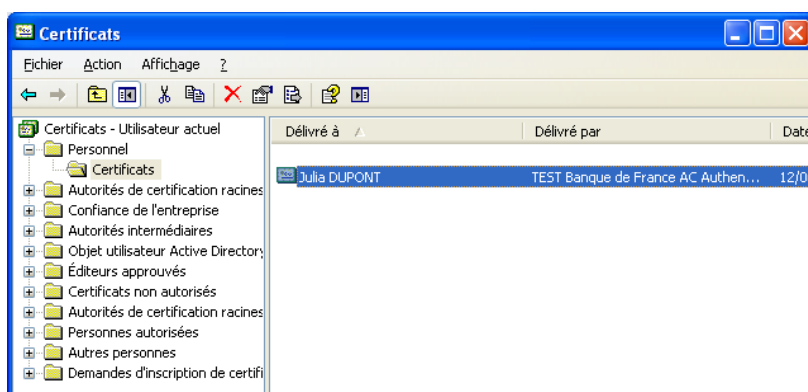 Certificats
Fichier Action Affichage ?
Certificats - Utilisateur actuel
Personnel
Certificats
Autorités de certification racines
Confiance de l'entreprise
Autorités intermédiaires
Objet utilisateur Active Directory
Éditeurs approuvés
Certificats non autorisés
Autorités de certification racines
Personnes autorisées
Autres personnes
Demandes d'inscription de certifi
Délivré à Délivré par Date
Julia DUPONT TEST Banque de France AC Authen... 12/0